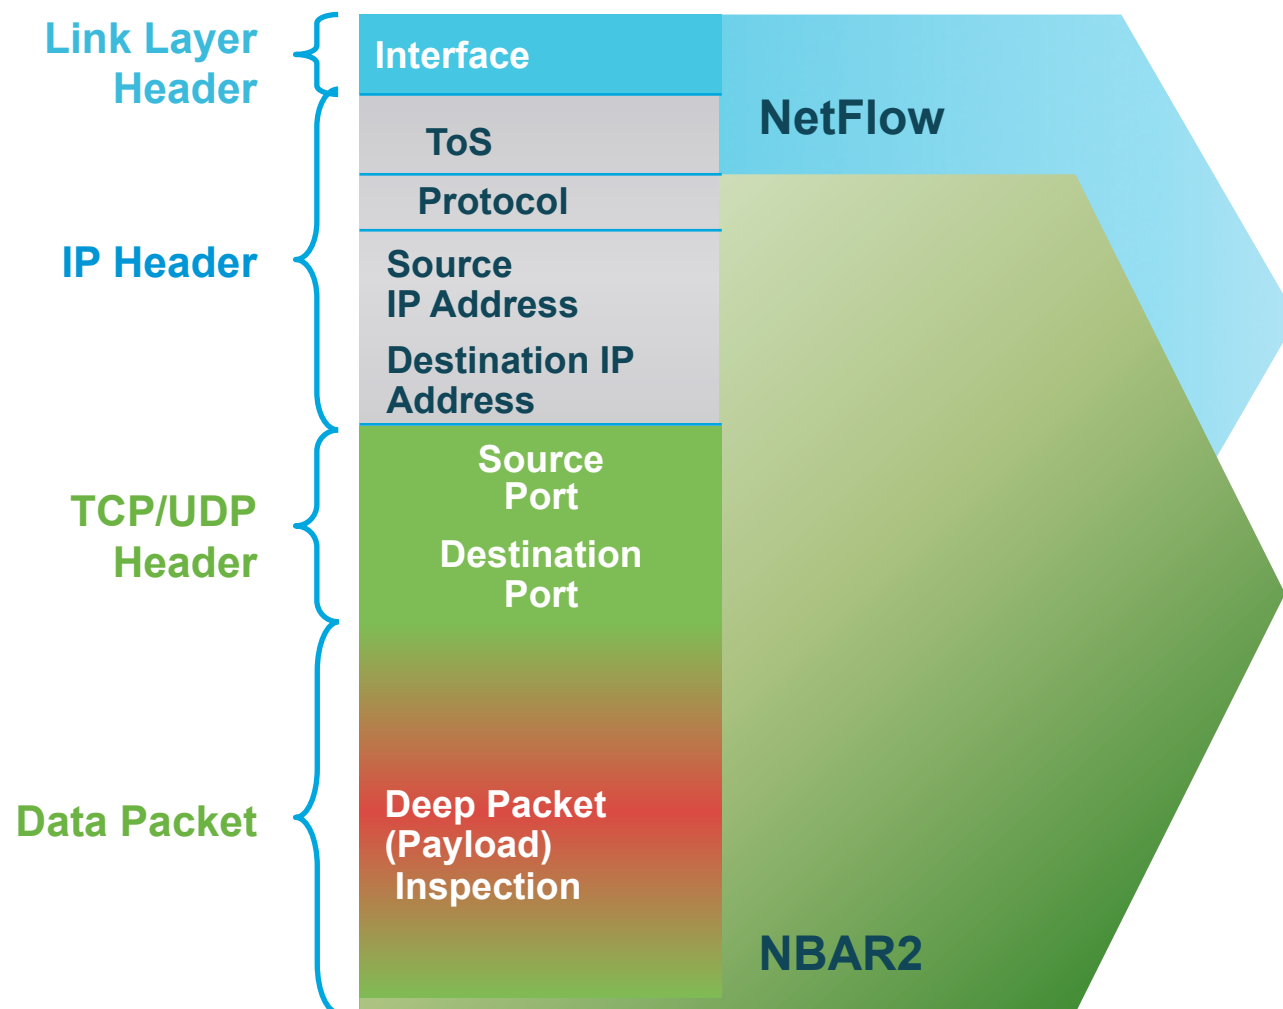 Link Layer
Header
Interface
NetFlow
ToS
Protocol
IP Header
Source
IP Address
Destination IP
Address
TCP/UDP
Header
Source
Port
Destination
Port
Data Packet
Deep Packet
(Payload)
Inspection
NBAR2